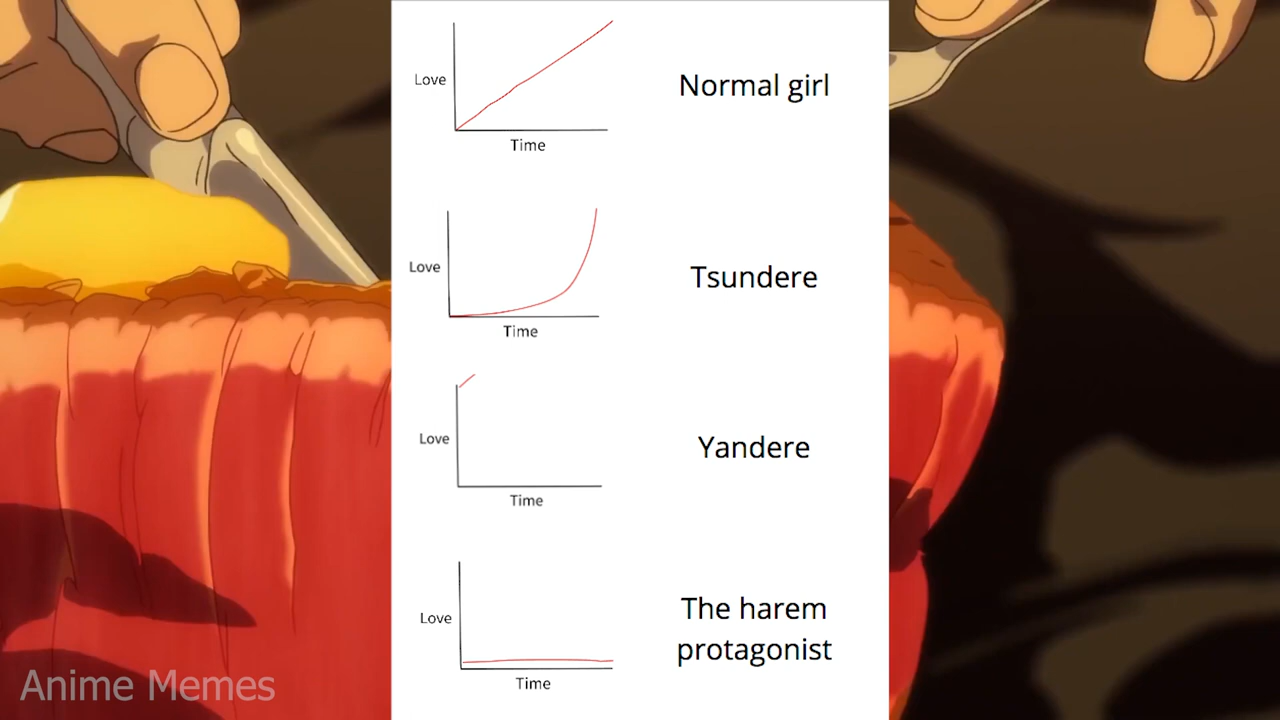 Love
Time
Normal girl
Love
Time
Tsundere
Love
Time
Yandere
Love
Time
The harem
protagonist
Anime Memes